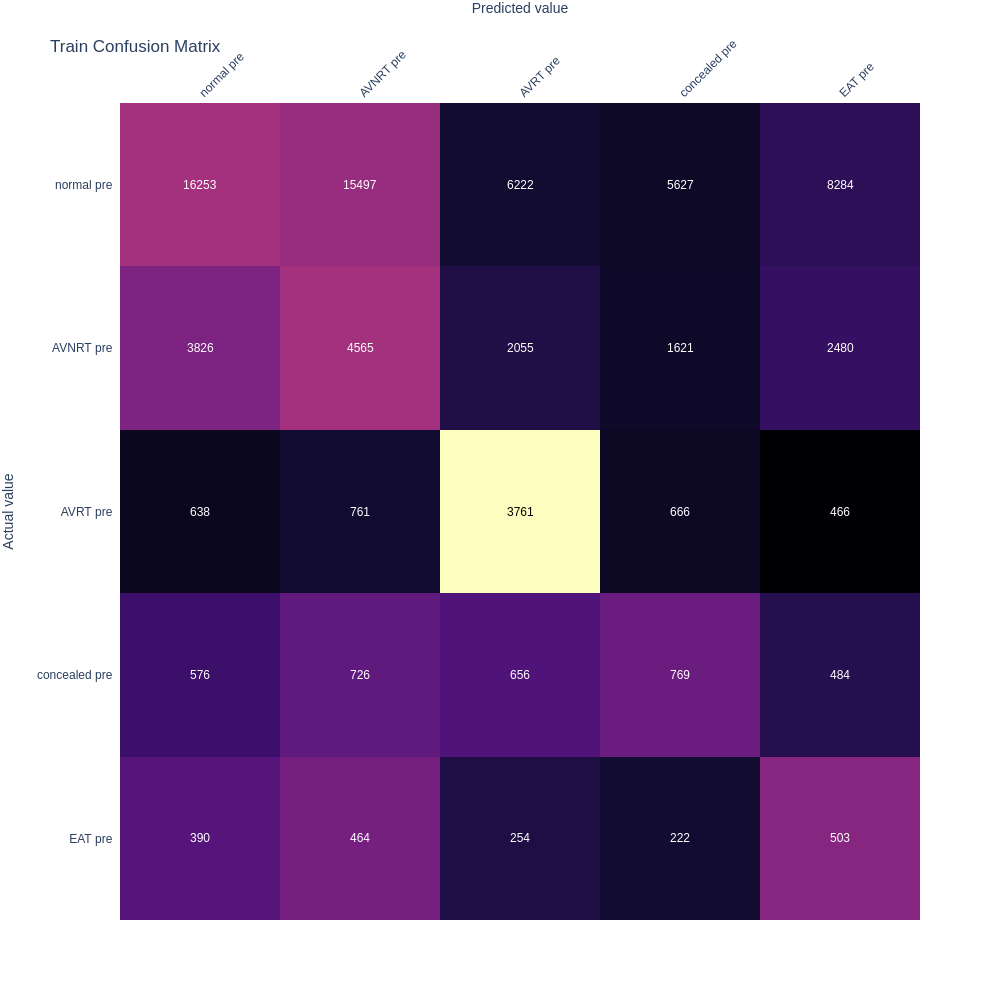 Predicted value
Train Confusion Matrix
normal pre AVNRT pre AVRT pre concealed pre EAT pre
normal pre 16253 15497 6222 5627 8284
AVNRT pre 3826 4565 2055 1621 2480
Actual value
AVRT pre 638 761 3761 666 466
concealed pre 576 726 656 769 484
EAT pre 390 464 254 222 503